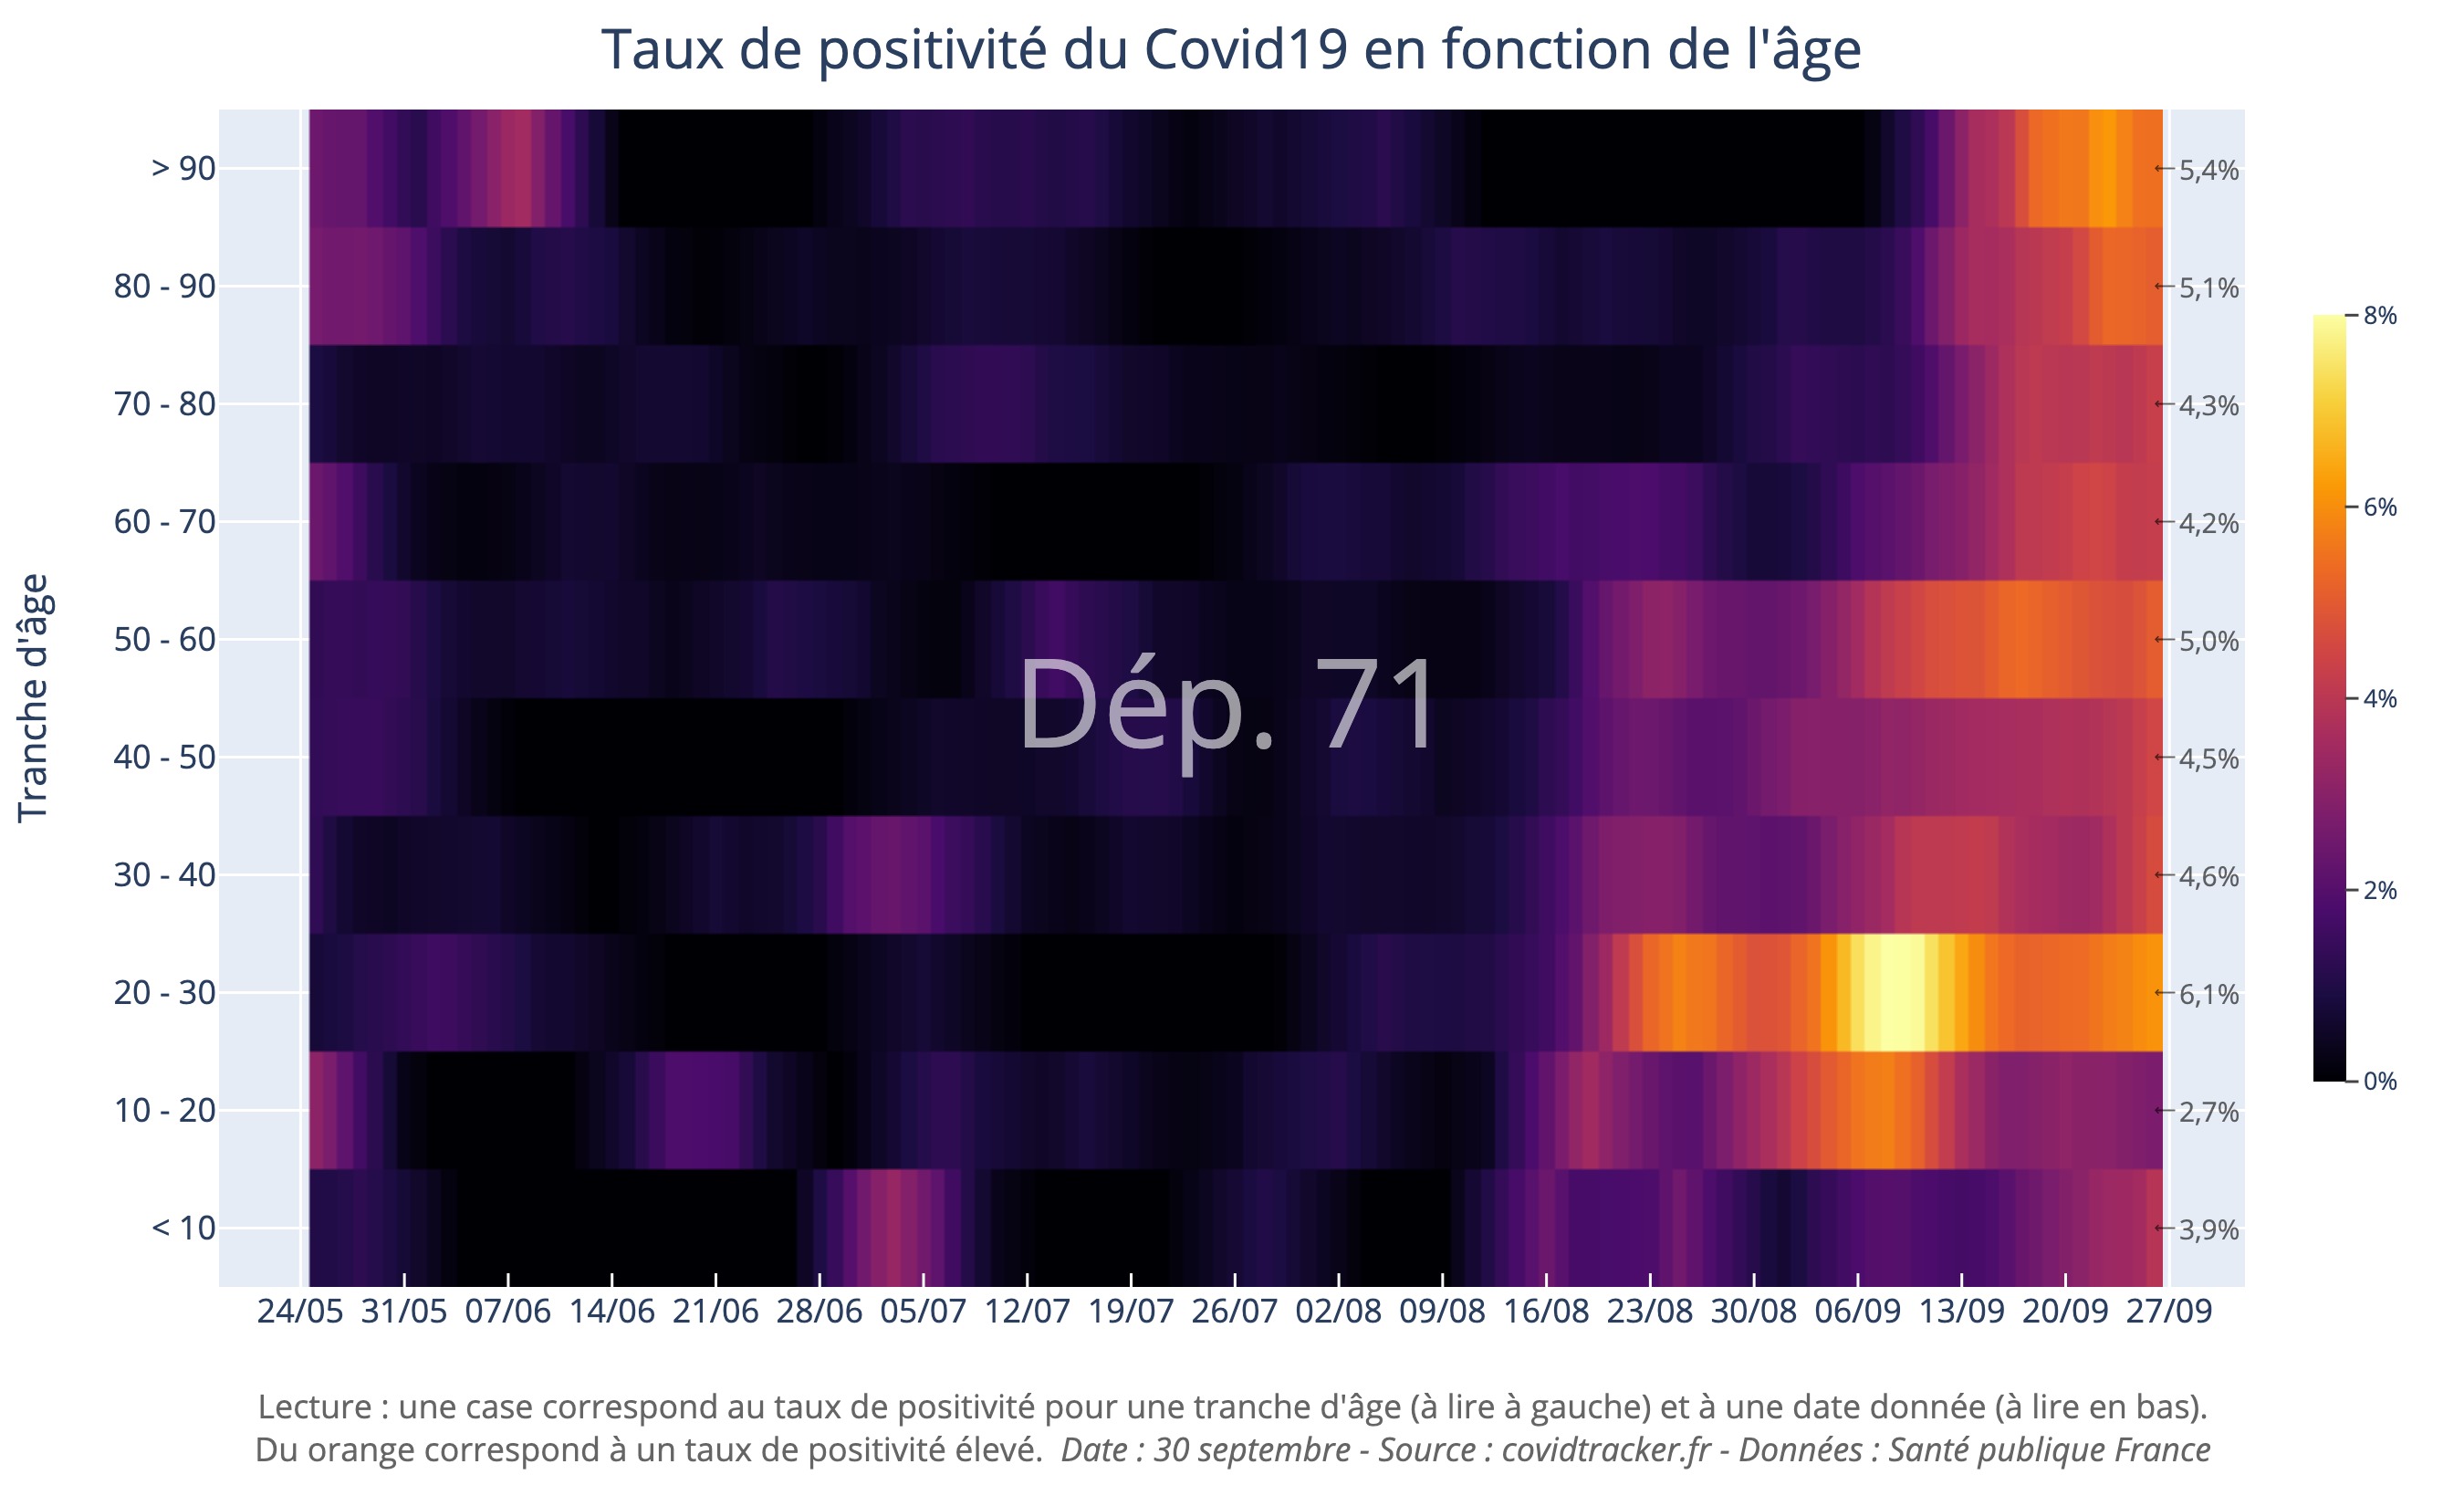 Taux de positivité du Covid19 en fonction de l'âge
Tranche d'âge
> 90
80 - 90
70 - 80
60 - 70
50 - 60
40 - 50
30 - 40
20 - 30
10 - 20
< 10
Dép. 71
5,4%
5,1%
4,3%
4,2%
5,0%
4,5%
4,6%
6,1%
2,7%
3,9%
8%
6%
4%
2%
0%
24/05 31/05 07/06 14/06 21/06 28/06 05/07 12/07 19/07 26/07 02/08 09/08 16/08 23/08 30/08 06/09 13/09 20/09 27/09
Lecture : une case correspond au taux de positivité pour une tranche d'âge (à lire à gauche) et à une date donnée (à lire en bas).
Du orange correspond à un taux de positivité élevé. Date : 30 septembre - Source : covidtracker.fr - Données : Santé publique France